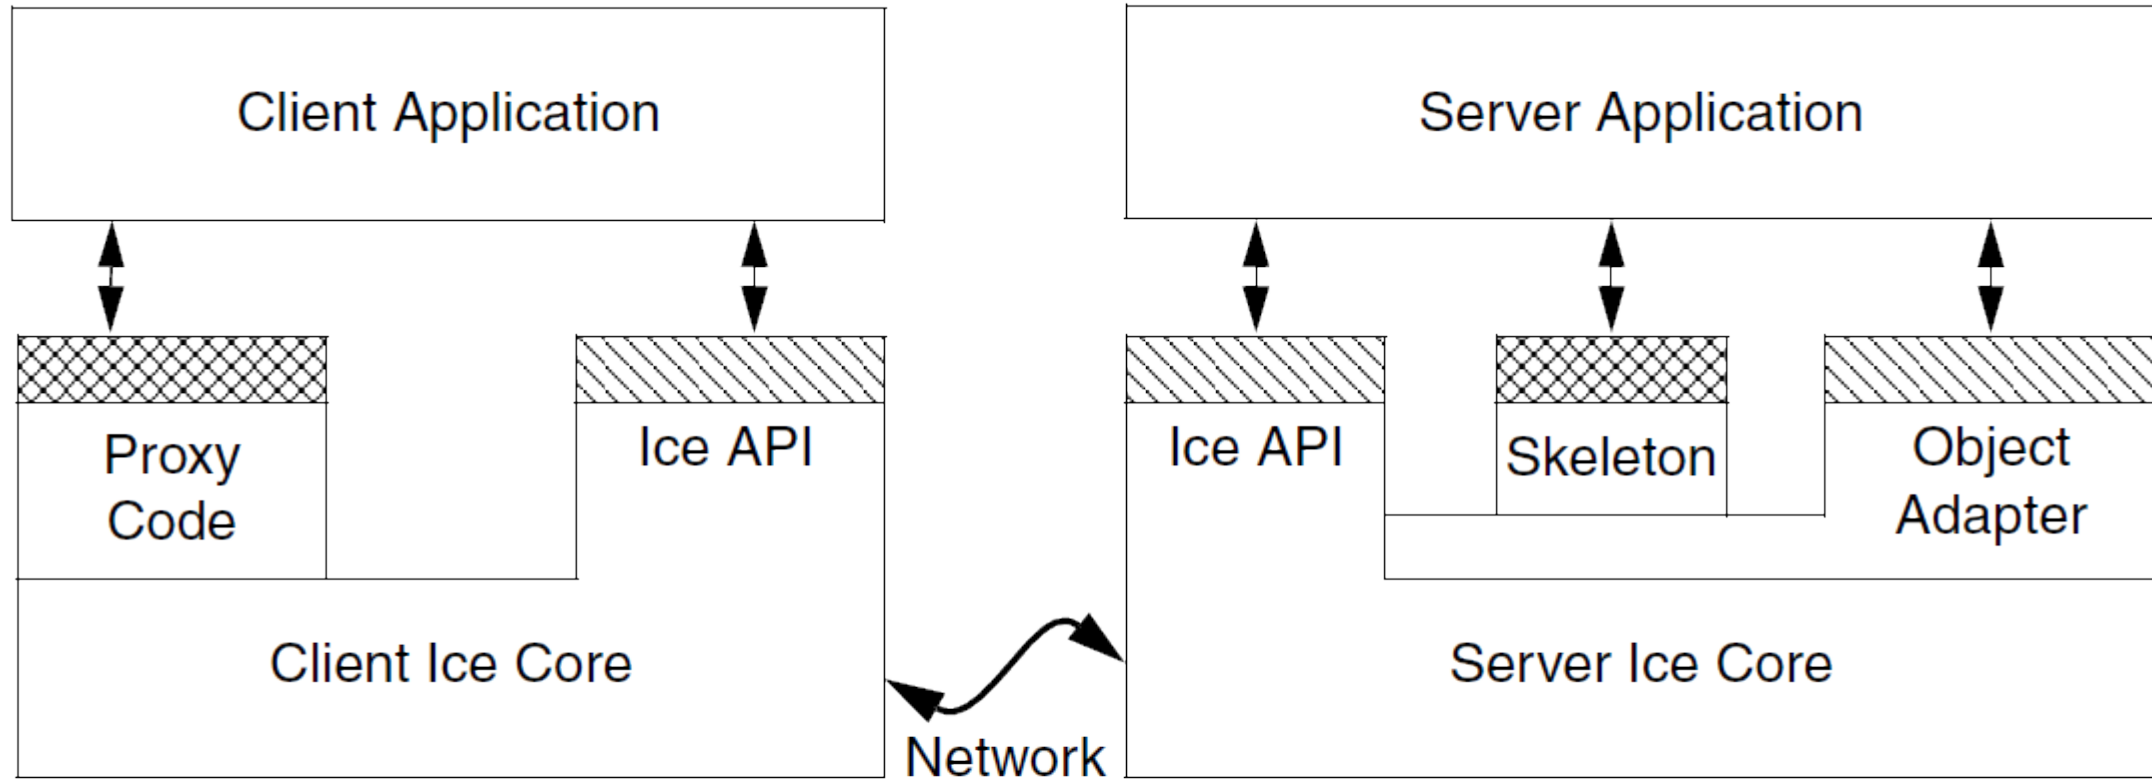 Client Application
Server Application
Proxy
Code
Ice API
Ice API
Skeleton
Object
Adapter
Client Ice Core
Server Ice Core
Network